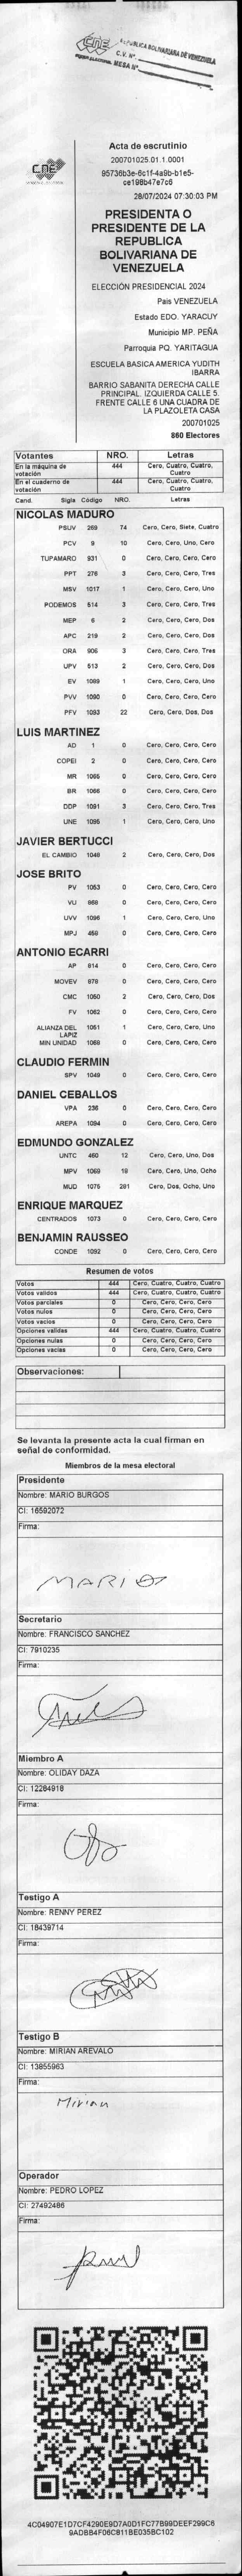 CNE
REPUBLICA BOLIVARIANA DE VENEZUELA
C.V. Nº
MESA Nº
CNE
Acta de escrutinio
200701025.01.1.0001
95736b3e-6c1f-4a9b-b1e5-
ce198b47e7c6
28/07/2024 07:30:03 PM
PRESIDENTA O
PRESIDENTE DE LA
REPUBLICA
BOLIVARIANA DE
VENEZUELA
ELECCIÓN PRESIDENCIAL 2024
Pais VENEZUELA
Estado EDO. YARACUY
Municipio MP. PEÑA
Parroquia PQ. YARITAGUA
ESCUELA BASICA AMERICA YUDITH
IBARRA
BARRIO SABANITA DERECHA CALLE
PRINCIPAL. IZQUIERDA CALLE 5.
FRENTE CALLE 6 UNA CUADRA DE
LA PLAZOLETA CASA
200701025
860 Electores
Votantes NRO. Letras
En la máquina de votación 444 Cero, Cuatro, Cuatro, Cuatro
En el cuaderno de votación 444 Cero, Cuatro, Cuatro, Cuatro
Cand. Sigla Código NRO. Letras
NICOLAS MADURO
PSUV 269 74 Cero, Cero, Siete, Cuatro
PCV 9 10 Cero, Cero, Uno, Cero
TUPAMARO 931 0 Cero, Cero, Cero, Cero
PPT 276 3 Cero, Cero, Cero, Tres
MSV 1017 1 Cero, Cero, Cero, Uno
PODEMOS 514 3 Cero, Cero, Cero, Tres
MEP 6 2 Cero, Cero, Cero, Dos
APC 219 2 Cero, Cero, Cero, Dos
ORA 906 3 Cero, Cero, Cero, Tres
UPV 513 2 Cero, Cero, Cero, Dos
EV 1089 1 Cero, Cero, Cero, Uno
PVV 1090 0 Cero, Cero, Cero, Cero
PFV 1093 22 Cero, Cero, Dos, Dos
LUIS MARTINEZ
AD 1 0 Cero, Cero, Cero, Cero
COPEI 2 0 Cero, Cero, Cero, Cero
MR 1065 0 Cero, Cero, Cero, Cero
BR 1066 0 Cero, Cero, Cero, Cero
DDP 1091 3 Cero, Cero, Cero, Tres
UNE 1095 1 Cero, Cero, Cero, Uno
JAVIER BERTUCCI
EL CAMBIO 1046 2 Cero, Cero, Cero, Dos
JOSE BRITO
PV 1053 0 Cero, Cero, Cero, Cero
VU 868 0 Cero, Cero, Cero, Cero
UVV 1096 1 Cero, Cero, Cero, Uno
MPJ 459 0 Cero, Cero, Cero, Cero
ANTONIO ECARRI
AP 814 0 Cero, Cero, Cero, Cero
MOVEV 878 0 Cero, Cero, Cero, Cero
CMC 1050 2 Cero, Cero, Cero, Dos
FV 1062 0 Cero, Cero, Cero, Cero
ALIANZA DEL LAPIZ 1051 1 Cero, Cero, Cero, Uno
MIN UNIDAD 1068 0 Cero, Cero, Cero, Cero
CLAUDIO FERMIN
SPV 1049 0 Cero, Cero, Cero, Cero
DANIEL CEBALLOS
VPA 236 0 Cero, Cero, Cero, Cero
AREPA 1094 0 Cero, Cero, Cero, Cero
EDMUNDO GONZALEZ
UNTC 460 12 Cero, Cero, Uno, Dos
MPV 1069 18 Cero, Cero, Uno, Ocho
MUD 1075 281 Cero, Dos, Ocho, Uno
ENRIQUE MARQUEZ
CENTRADOS 1073 0 Cero, Cero, Cero, Cero
BENJAMIN RAUSSEO
CONDE 1092 0 Cero, Cero, Cero, Cero
Resumen de votos
Votos 444 Cero, Cuatro, Cuatro, Cuatro
Votos validos 444 Cero, Cuatro, Cuatro, Cuatro
Votos parciales 0 Cero, Cero, Cero, Cero
Votos nulos 0 Cero, Cero, Cero, Cero
Votos vacios 0 Cero, Cero, Cero, Cero
Opciones validas 444 Cero, Cuatro, Cuatro, Cuatro
Opciones nulas 0 Cero, Cero, Cero, Cero
Opciones vacias 0 Cero, Cero, Cero, Cero
Observaciones:
Se levanta la presente acta la cual firman en
señal de conformidad.
Miembros de la mesa electoral
Presidente
Nombre: MARIO BURGOS
CI: 16592072
Firma:
MARIO
Secretario
Nombre: FRANCISCO SANCHEZ
CI: 7910235
Firma:
Miembro A
Nombre: OLIDAY DAZA
CI: 12284918
Firma:
Testigo A
Nombre: RENNY PEREZ
CI: 18439714
Firma:
Testigo B
Nombre: MIRIAN AREVALO
CI: 13855963
Firma:
Mirian
Operador
Nombre: PEDRO LOPEZ
CI: 27492486
Firma:
4C04907E1D7CF4290E9D7A0D1FC77B99DEEF299C6
9ADBB4F06C811BE035BC102